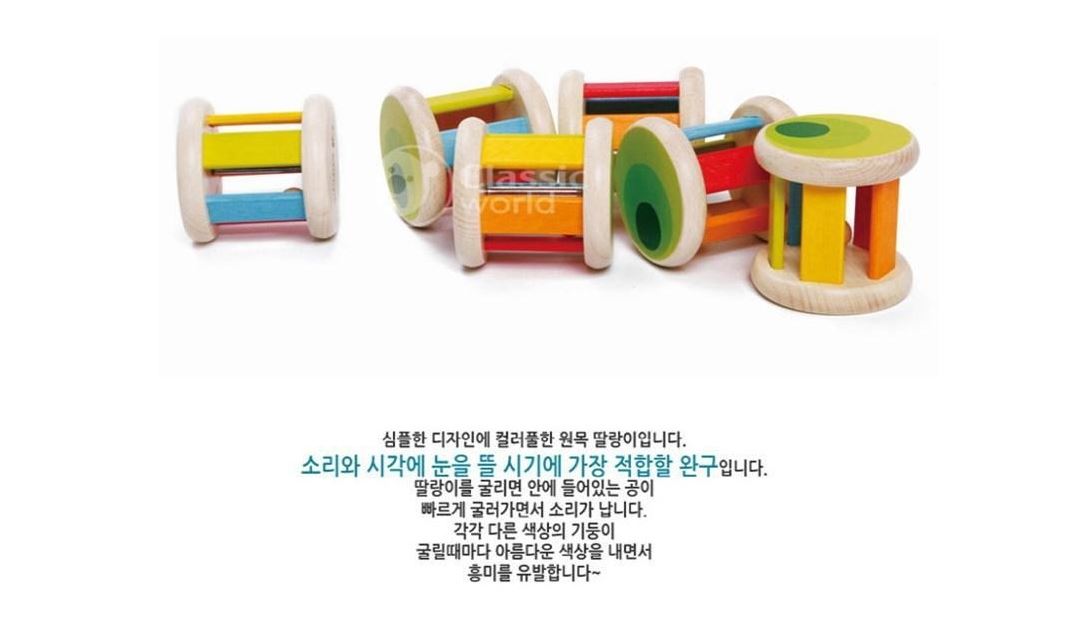 Classic
world
심플한 디자인에 컬러풀한 원목 딸랑이입니다.
소리와 시각에 눈을 뜰 시기에 가장 적합할 완구입니다.
딸랑이를 굴리면 안에 들어있는 공이
빠르게 굴러가면서 소리가 납니다.
각각 다른 색상의 기둥이
굴릴때마다 아름다운 색상을 내면서
흥미를 유발합니다~